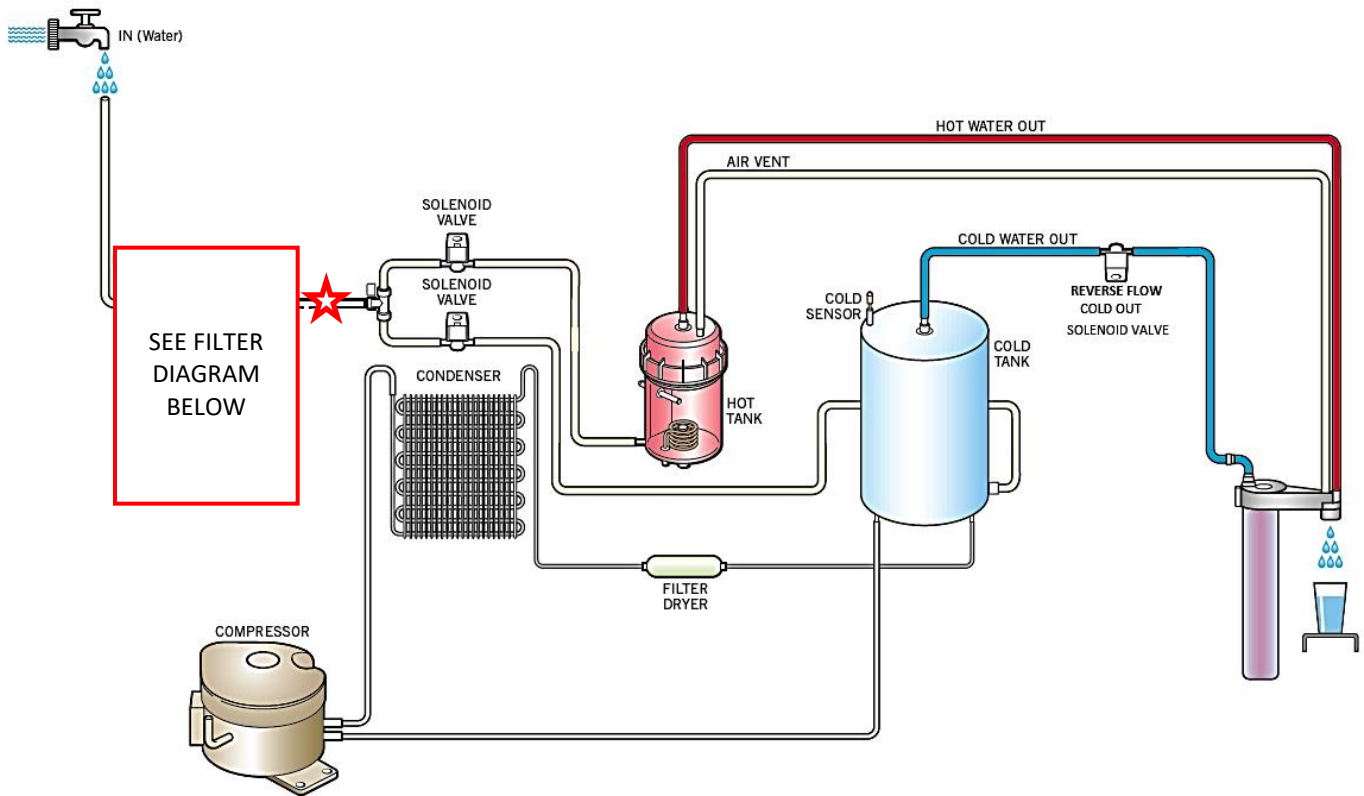 IN (Water)
HOT WATER OUT
AIR VENT
SOLENOID
VALVE
COLD WATER OUT
SOLENOID
VALVE
REVERSE FLOW
COLD OUT
SOLENOID VALVE
COLD
SENSOR
SEE FILTER
DIAGRAM
BELOW
COLD
TANK
CONDENSER
HOT
TANK
FILTER
DRYER
COMPRESSOR